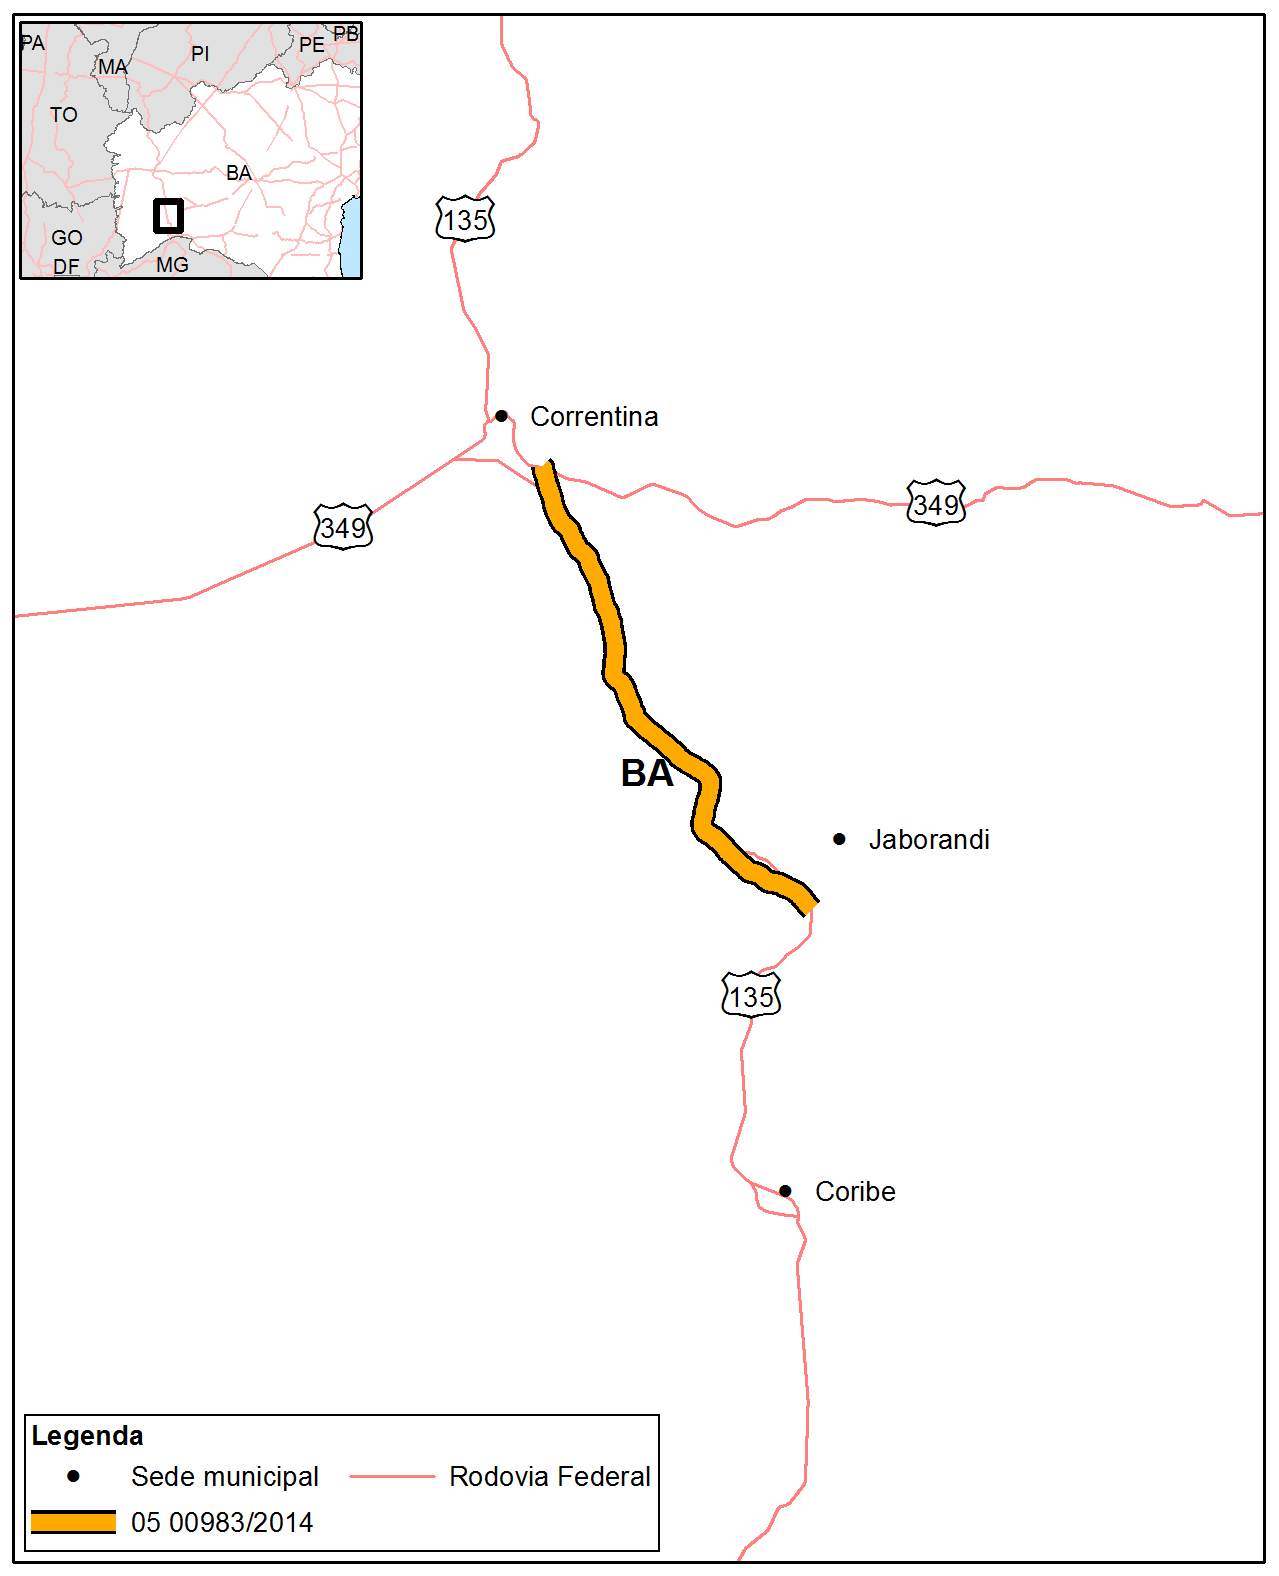 PA
MA
PI
PE
PB
TO
BA
GO
DF
MG
135
Correntina
349
349
BA
Jaborandi
135
Coribe
Legenda
Sede municipal
Rodovia Federal
05 00983/2014